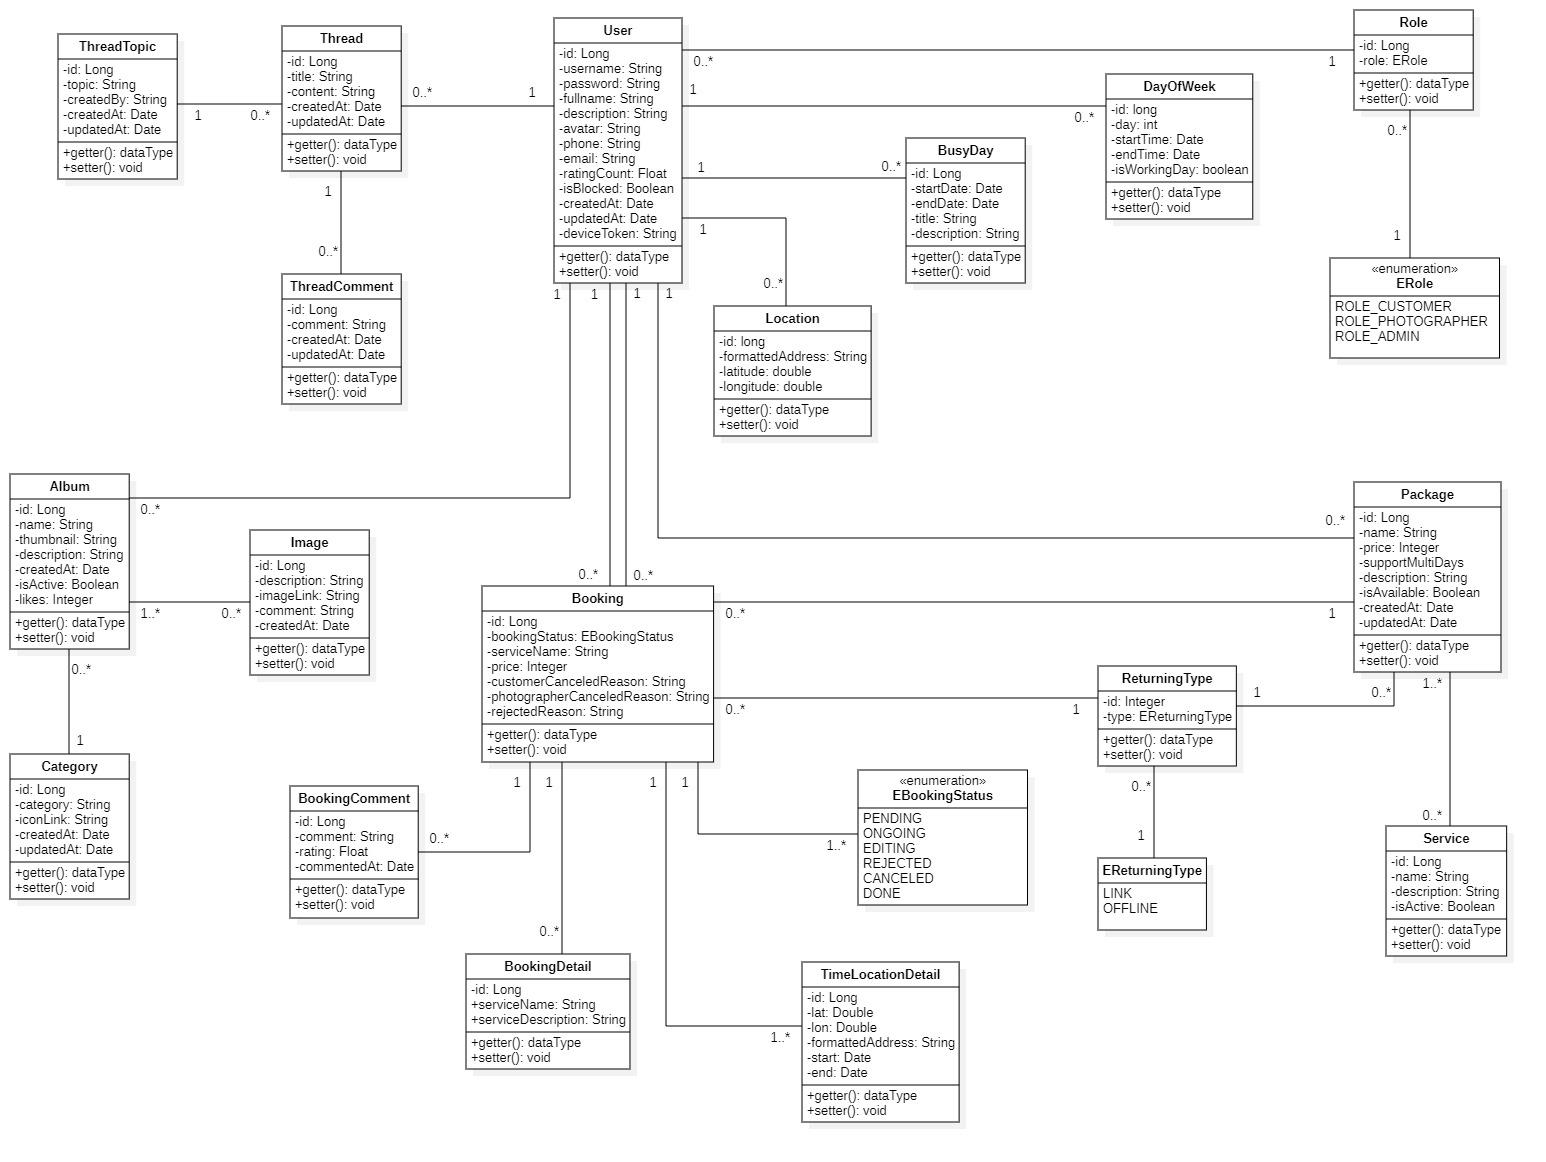 ThreadTopic
-id: Long
-topic: String
-createdBy: String
-createdAt: Date
-updatedAt: Date
+getter(): dataType
+setter(): void
1
0..*
Thread
-id: Long
-title: String
-content: String
-createdAt: Date
-updatedAt: Date
+getter(): dataType
+setter(): void
0..*
1
1
0..*
ThreadComment
-id: Long
-comment: String
-createdAt: Date
-updatedAt: Date
+getter(): dataType
+setter(): void
User
-id: Long
-username: String
-password: String
-fullname: String
-description: String
-avatar: String
-phone: String
-email: String
-ratingCount: Float
-isBlocked: Boolean
-createdAt: Date
-updatedAt: Date
-deviceToken: String
+getter(): dataType
+setter(): void
0..*
1
1
0..*
1
0..*
1
0..*
1
1
1
1
Role
-id: Long
-role: ERole
+getter(): dataType
+setter(): void
0..*
1
«enumeration»
ERole
ROLE_CUSTOMER
ROLE_PHOTOGRAPHER
ROLE_ADMIN
DayOfWeek
-id: long
-day: int
-startTime: Date
-endTime: Date
-isWorkingDay: boolean
+getter(): dataType
+setter(): void
BusyDay
-id: Long
-startDate: Date
-endDate: Date
-title: String
-description: String
+getter(): dataType
+setter(): void
Location
-id: long
-formattedAddress: String
-latitude: double
-longitude: double
+getter(): dataType
+setter(): void
Album
-id: Long
-name: String
-thumbnail: String
-description: String
-createdAt: Date
-isActive: Boolean
-likes: Integer
+getter(): dataType
+setter(): void
0..*
1..*
0..*
0..*
1
Image
-id: Long
-description: String
-imageLink: String
-comment: String
-createdAt: Date
+getter(): dataType
+setter(): void
Category
-id: Long
-category: String
-iconLink: String
-createdAt: Date
-updatedAt: Date
+getter(): dataType
+setter(): void
0..*
0..*
Booking
-id: Long
-bookingStatus: EBookingStatus
-serviceName: String
-price: Integer
-customerCanceledReason: String
-photographerCanceledReason: String
-rejectedReason: String
+getter(): dataType
+setter(): void
0..*
1
0..*
1
1
1
1
1
0..*
Package
-id: Long
-name: String
-price: Integer
-supportMultiDays
-description: String
-isAvailable: Boolean
-createdAt: Date
-updatedAt: Date
+getter(): dataType
+setter(): void
ReturningType
-id: Integer
-type: EReturningType
+getter(): dataType
+setter(): void
1
0..*
1..*
0..*
0..*
1
BookingComment
-id: Long
-comment: String
-rating: Float
-commentedAt: Date
+getter(): dataType
+setter(): void
0..*
«enumeration»
EBookingStatus
PENDING
ONGOING
EDITING
REJECTED
CANCELED
DONE
1..*
EReturningType
LINK
OFFLINE
Service
-id: Long
-name: String
-description: String
-isActive: Boolean
+getter(): dataType
+setter(): void
0..*
BookingDetail
-id: Long
+serviceName: String
+serviceDescription: String
+getter(): dataType
+setter(): void
1..*
TimeLocationDetail
-id: Long
-lat: Double
-lon: Double
-formattedAddress: String
-start: Date
-end: Date
+getter(): dataType
+setter(): void